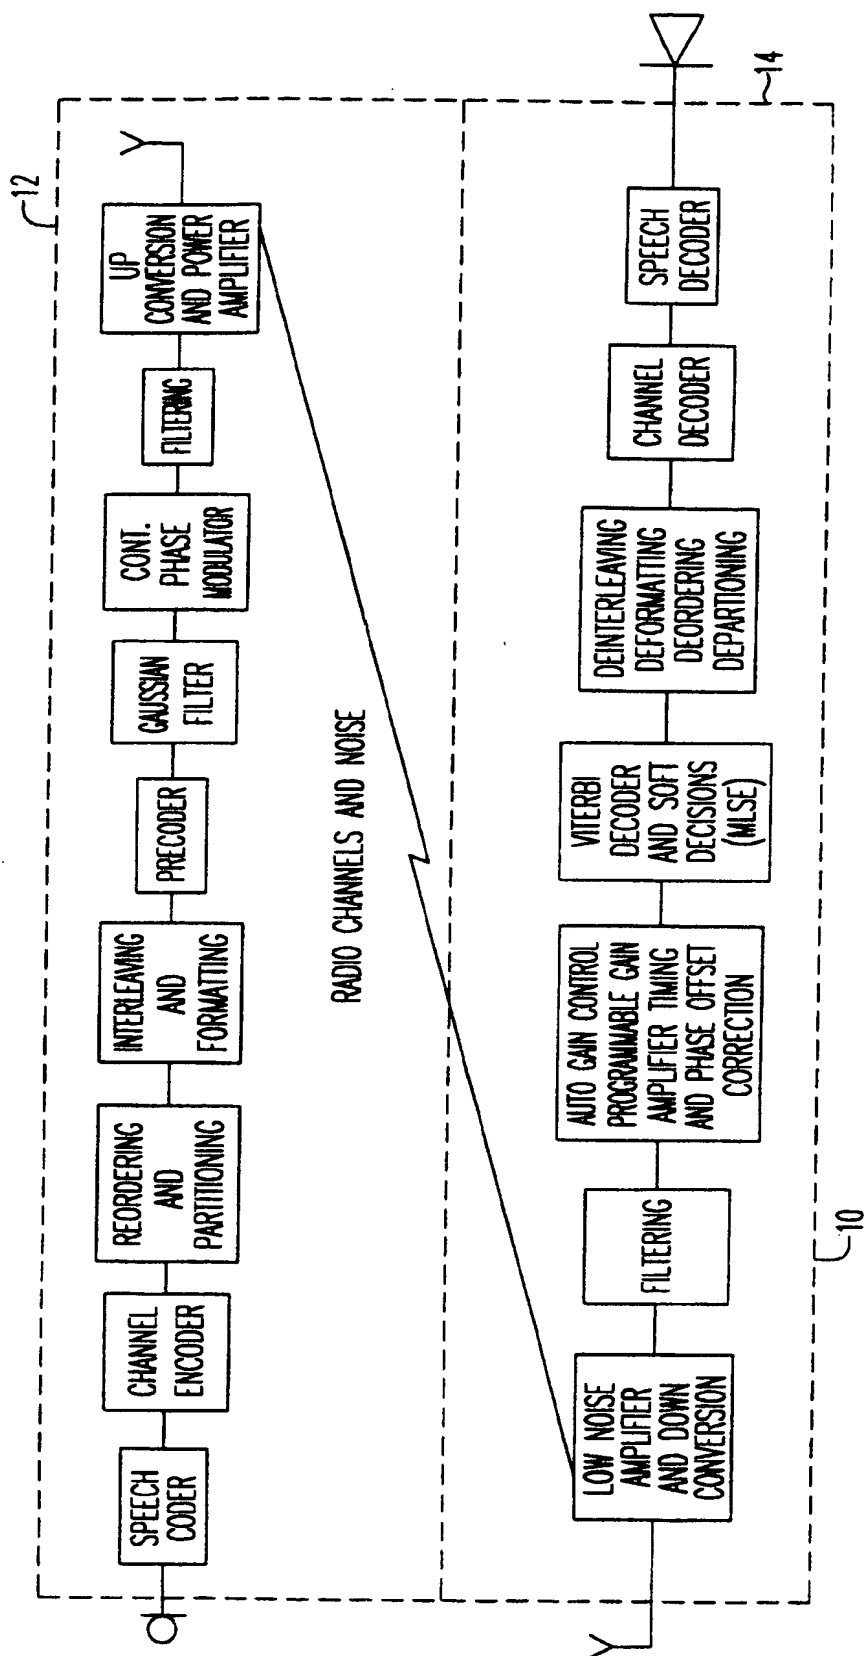 12
SPEECH
CODER
CHANNEL
ENCODER
REORDERING
AND
PARTITIONING
INTERLEAVING
AND
FORMATTING
PRECODER
GAUSSIAN
FILTER
CONT.
PHASE
MODULATOR
FILTERING
UP
CONVERSION
AND POWER
AMPLIFIER
RADIO CHANNELS AND NOISE
LOW NOISE
AMPLIFIER
AND DOWN
CONVERSION
FILTERING
AUTO GAIN CONTROL
PROGRAMMABLE GAIN
AMPLIFIER TIMING
AND PHASE OFFSET
CORRECTION
VITERBI
DECODER
AND SOFT
DECISIONS
(MLSE)
DEINTERLEAVING
DEFORMATTING
DEORDERING
DEPARTIONING
CHANNEL
DECODER
SPEECH
DECODER
10
14